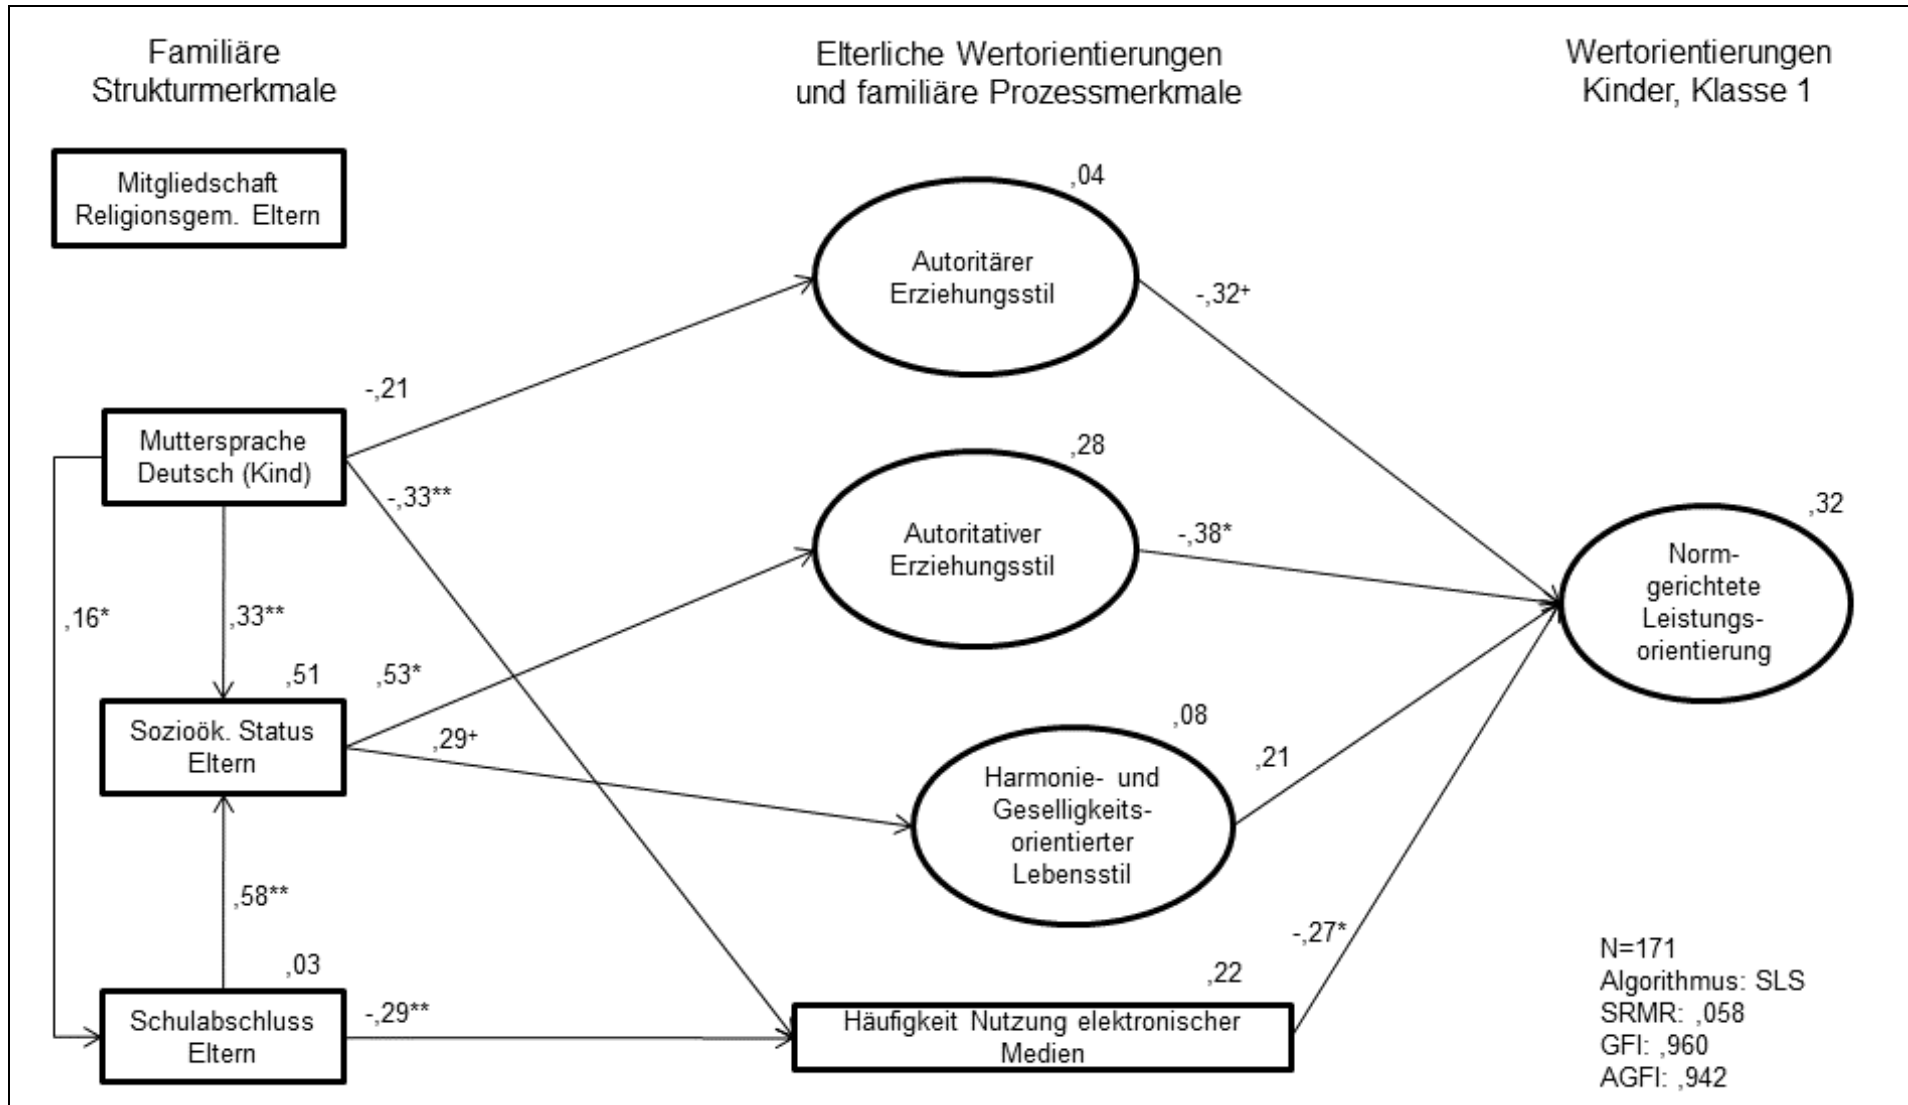 Familiäre
Strukturmerkmale
Elterliche Wertorientierungen
und familiäre Prozessmerkmale
Wertorientierungen
Kinder, Klasse 1
Mitgliedschaft
Religionsgem. Eltern
,04
Autoritärer
Erziehungsstil
-,32+
-,21
Muttersprache
Deutsch (Kind)
-,33**
,28
Autoritativer
Erziehungsstil
-,38*
,32
Norm-
gerichtete
Leistungs-
orientierung
,16*
,33**
,51
,53*
Sozioök. Status
Eltern
,29+
,08
Harmonie- und
Geselligkeits-
orientierter
Lebensstil
,21
,58**
,03
Schulabschluss
Eltern
-,29**
,22
Häufigkeit Nutzung elektronischer
Medien
-,27*
N=171
Algorithmus: SLS
SRMR: ,058
GFI: ,960
AGFI: ,942